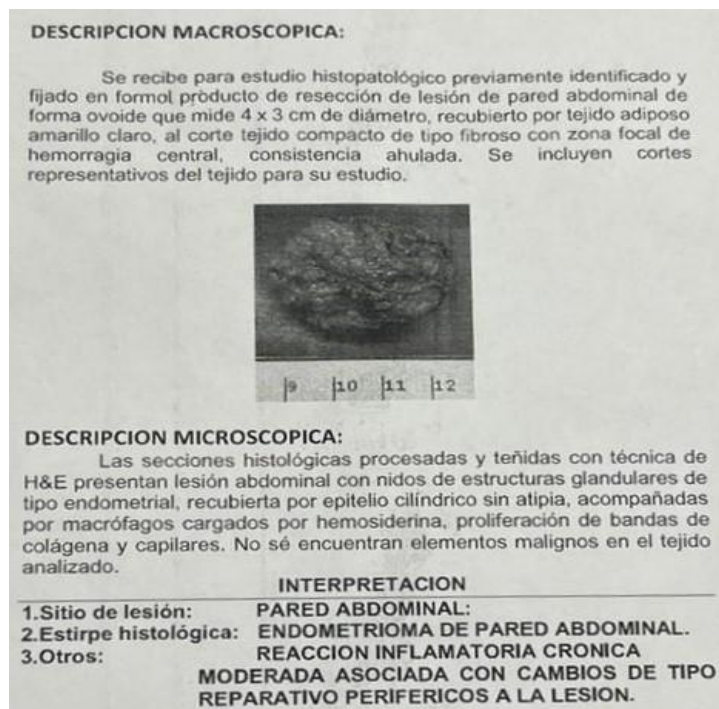 DESCRIPCION MACROSCOPICA:
Se recibe para estudio histopatológico previamente identificado y
fijado en formol producto de resección de lesión de pared abdominal de
forma ovoide que mide 4 x 3 cm de diámetro, recubierto por tejido adiposo
amarillo claro, al corte tejido compacto de tipo fibroso con zona focal de
hemorragia central, consistencia ahulada. Se incluyen cortes
representativos del tejido para su estudio.
9 10 11 12
DESCRIPCION MICROSCOPICA:
Las secciones histológicas procesadas y teñidas con técnica de
H&E presentan lesión abdominal con nidos de estructuras glandulares de
tipo endometrial, recubierta por epitelio cilíndrico sin atipia, acompañadas
por macrófagos cargados por hemosiderina, proliferación de bandas de
colágena y capilares. No sé encuentran elementos malignos en el tejido
analizado.
INTERPRETACION
1.Sitio de lesión: PARED ABDOMINAL:
2.Estirpe histológica: ENDOMETRIOMA DE PARED ABDOMINAL.
3.Otros: REACCION INFLAMATORIA CRONICA
MODERADA ASOCIADA CON CAMBIOS DE TIPO
REPARATIVO PERIFERICOS A LA LESION.